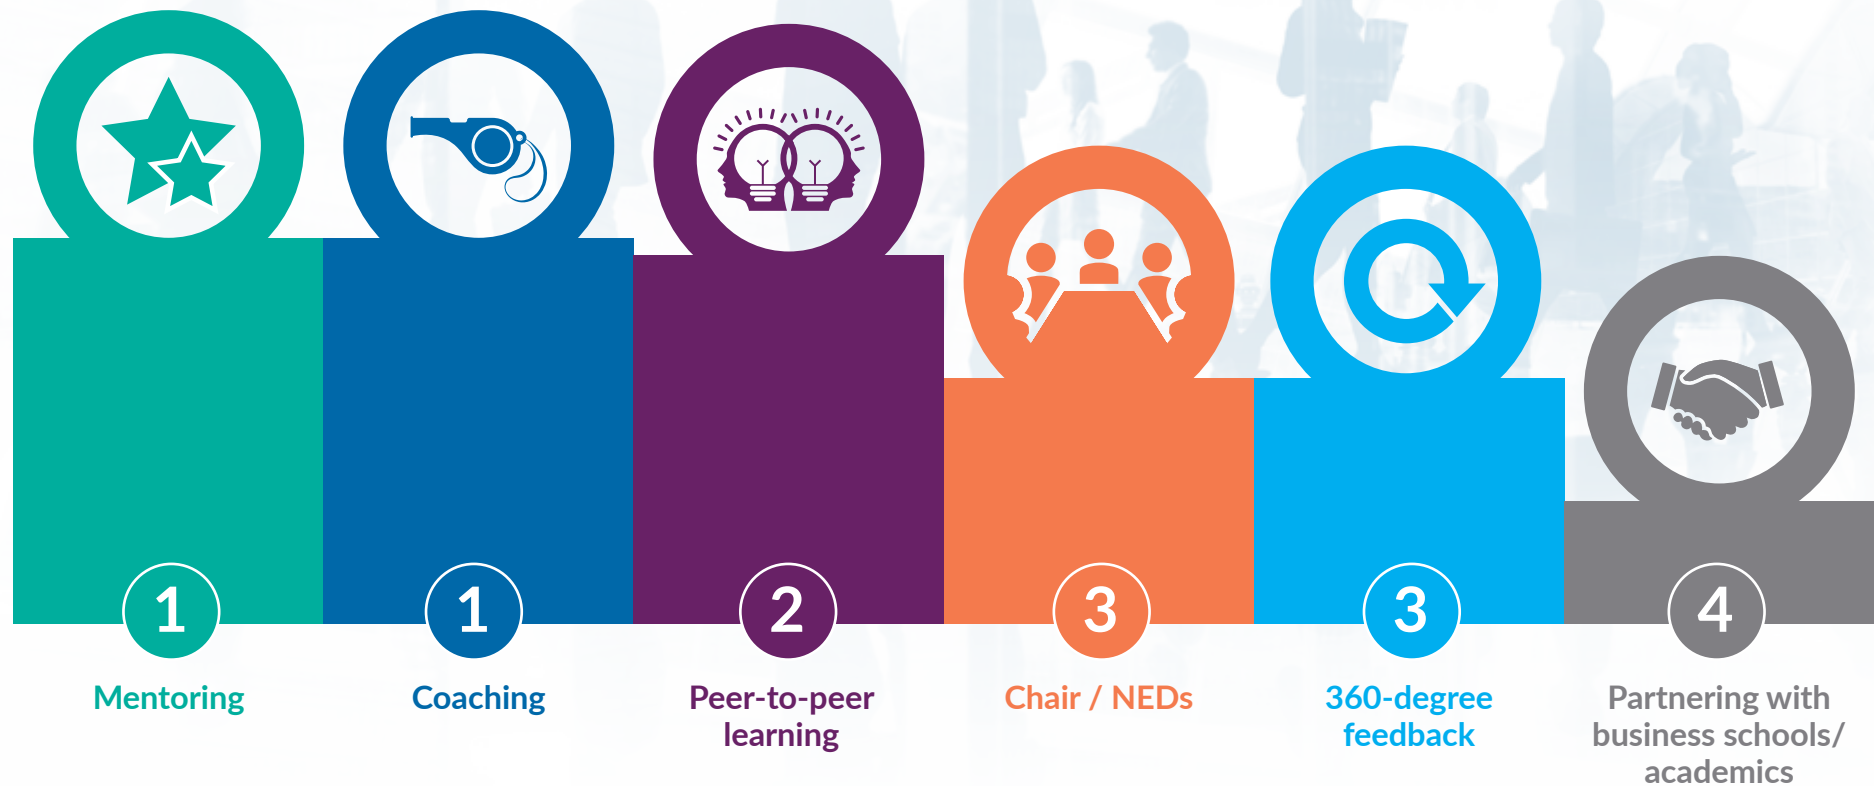 1
1
2
3
3
4
Mentoring
Coaching
Peer-to-peer
learning
Chair / NEDs
360-degree
feedback
Partnering with
business schools/
academics